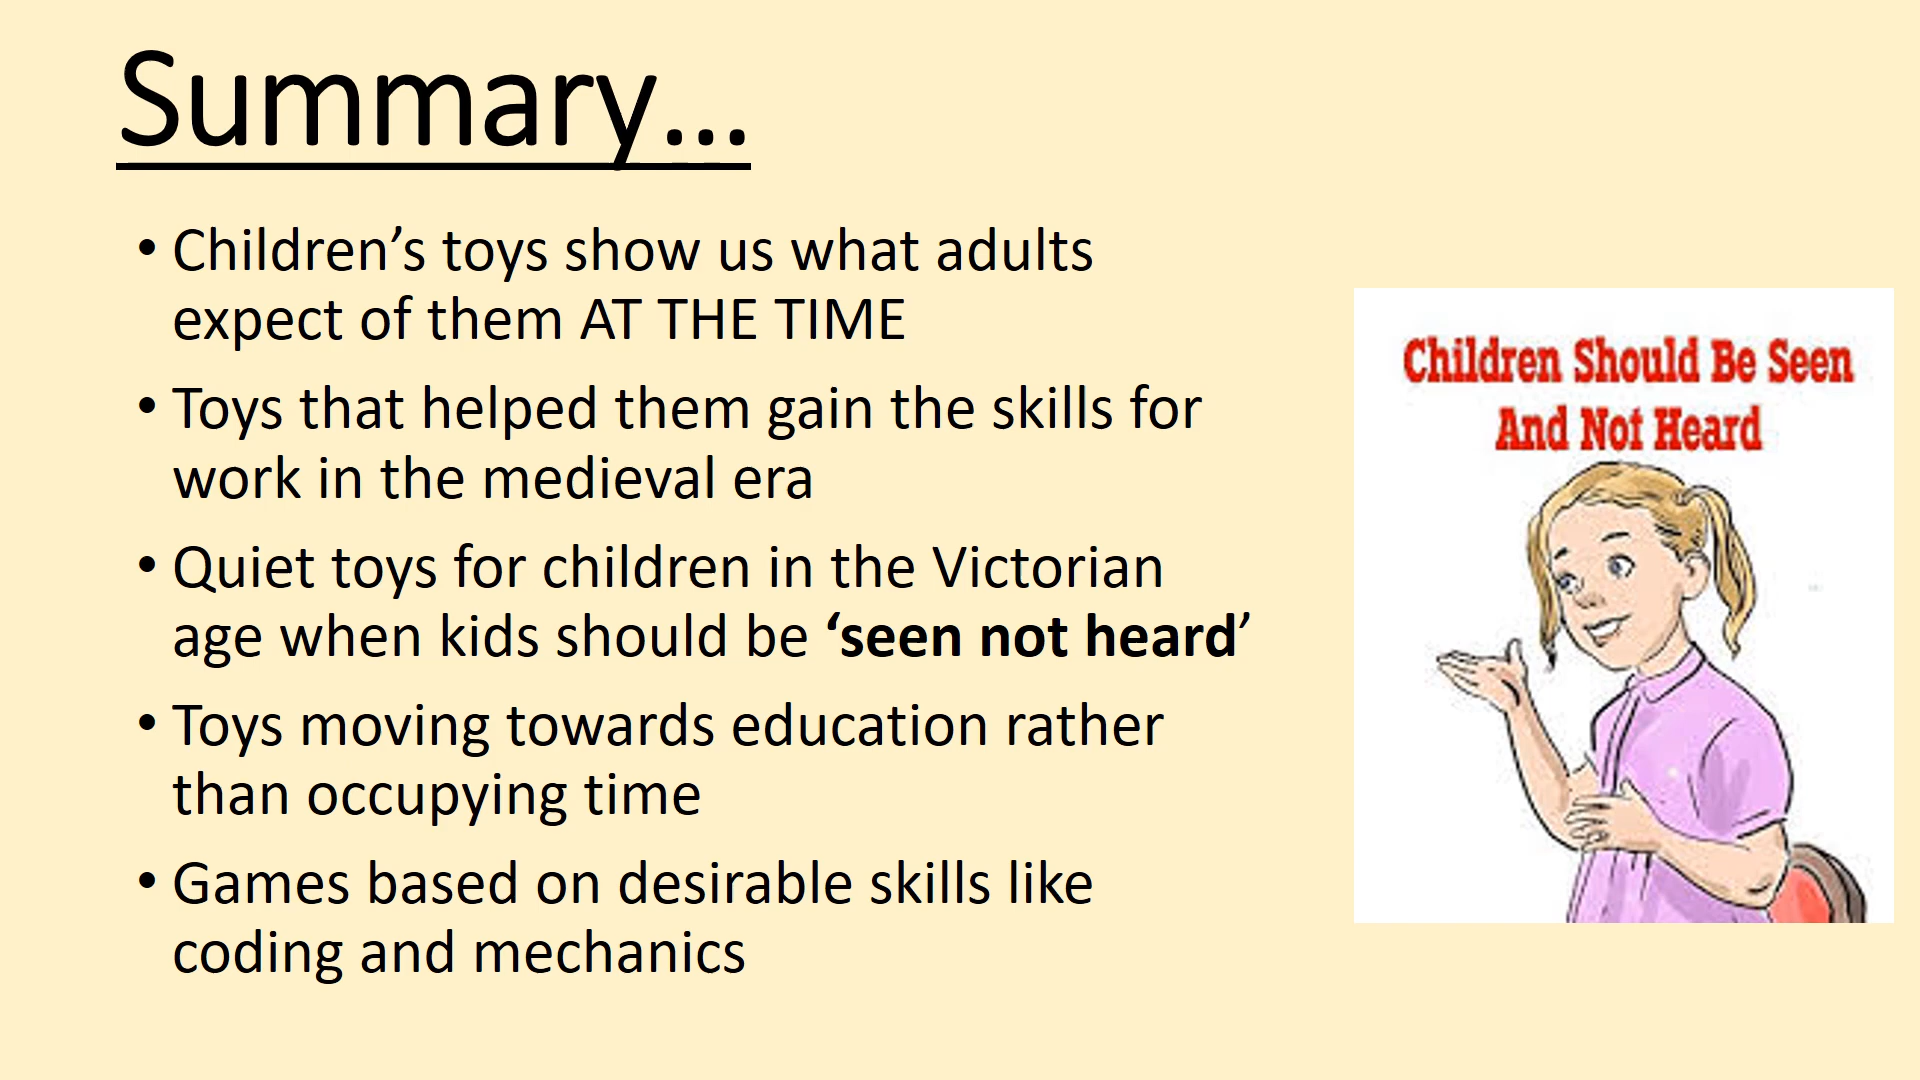 Summary...
• Children’s toys show us what adults
expect of them AT THE TIME
• Toys that helped them gain the skills for
work in the medieval era
• Quiet toys for children in the Victorian
age when kids should be ‘seen not heard’
• Toys moving towards education rather
than occupying time
• Games based on desirable skills like
coding and mechanics
Children Should Be Seen
And Not Heard